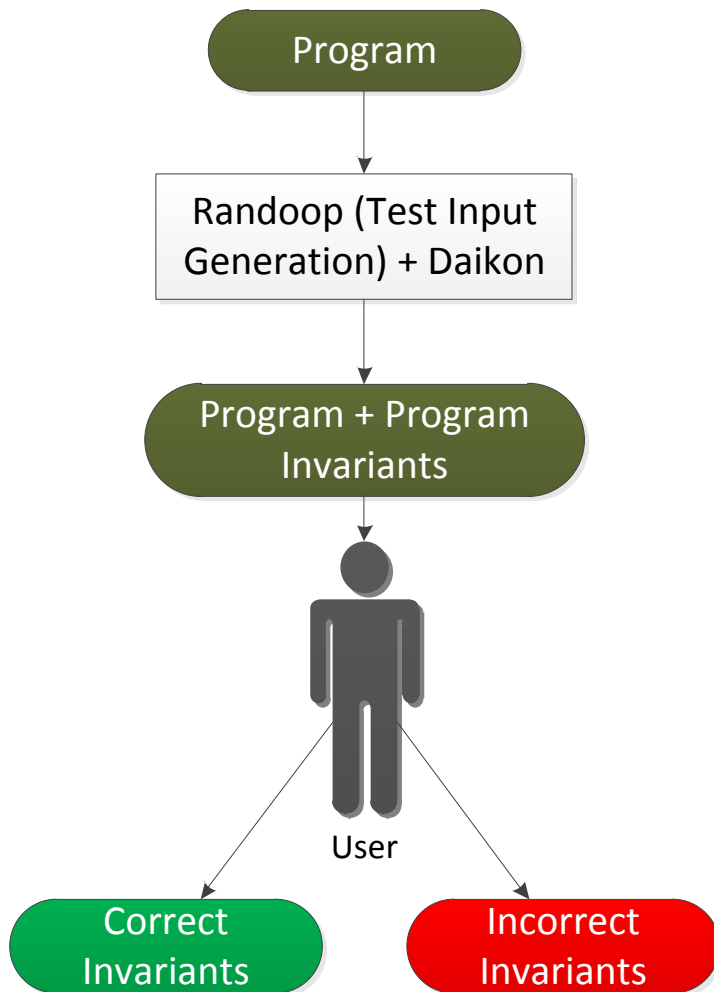 Program
Randoop (Test Input
Generation) + Daikon
Program + Program
Invariants
User
Correct
Invariants
Incorrect
Invariants